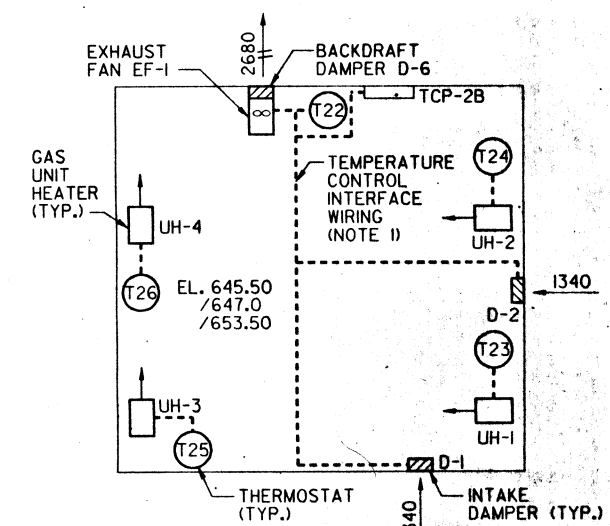 2680
EXHAUST
FAN EF-1
BACKDRAFT
DAMPER D-6
TCP-2B
T22
T24
GAS
UNIT
HEATER
(TYP.)
TEMPERATURE
CONTROL
INTERFACE
WIRING
(NOTE 1)
UH-4
UH-2
T26
EL. 645.50
/647.0
/653.50
1340
D-2
T23
UH-3
UH-1
T25
D-1
THERMOSTAT
(TYP.)
INTAKE
DAMPER (TYP.)